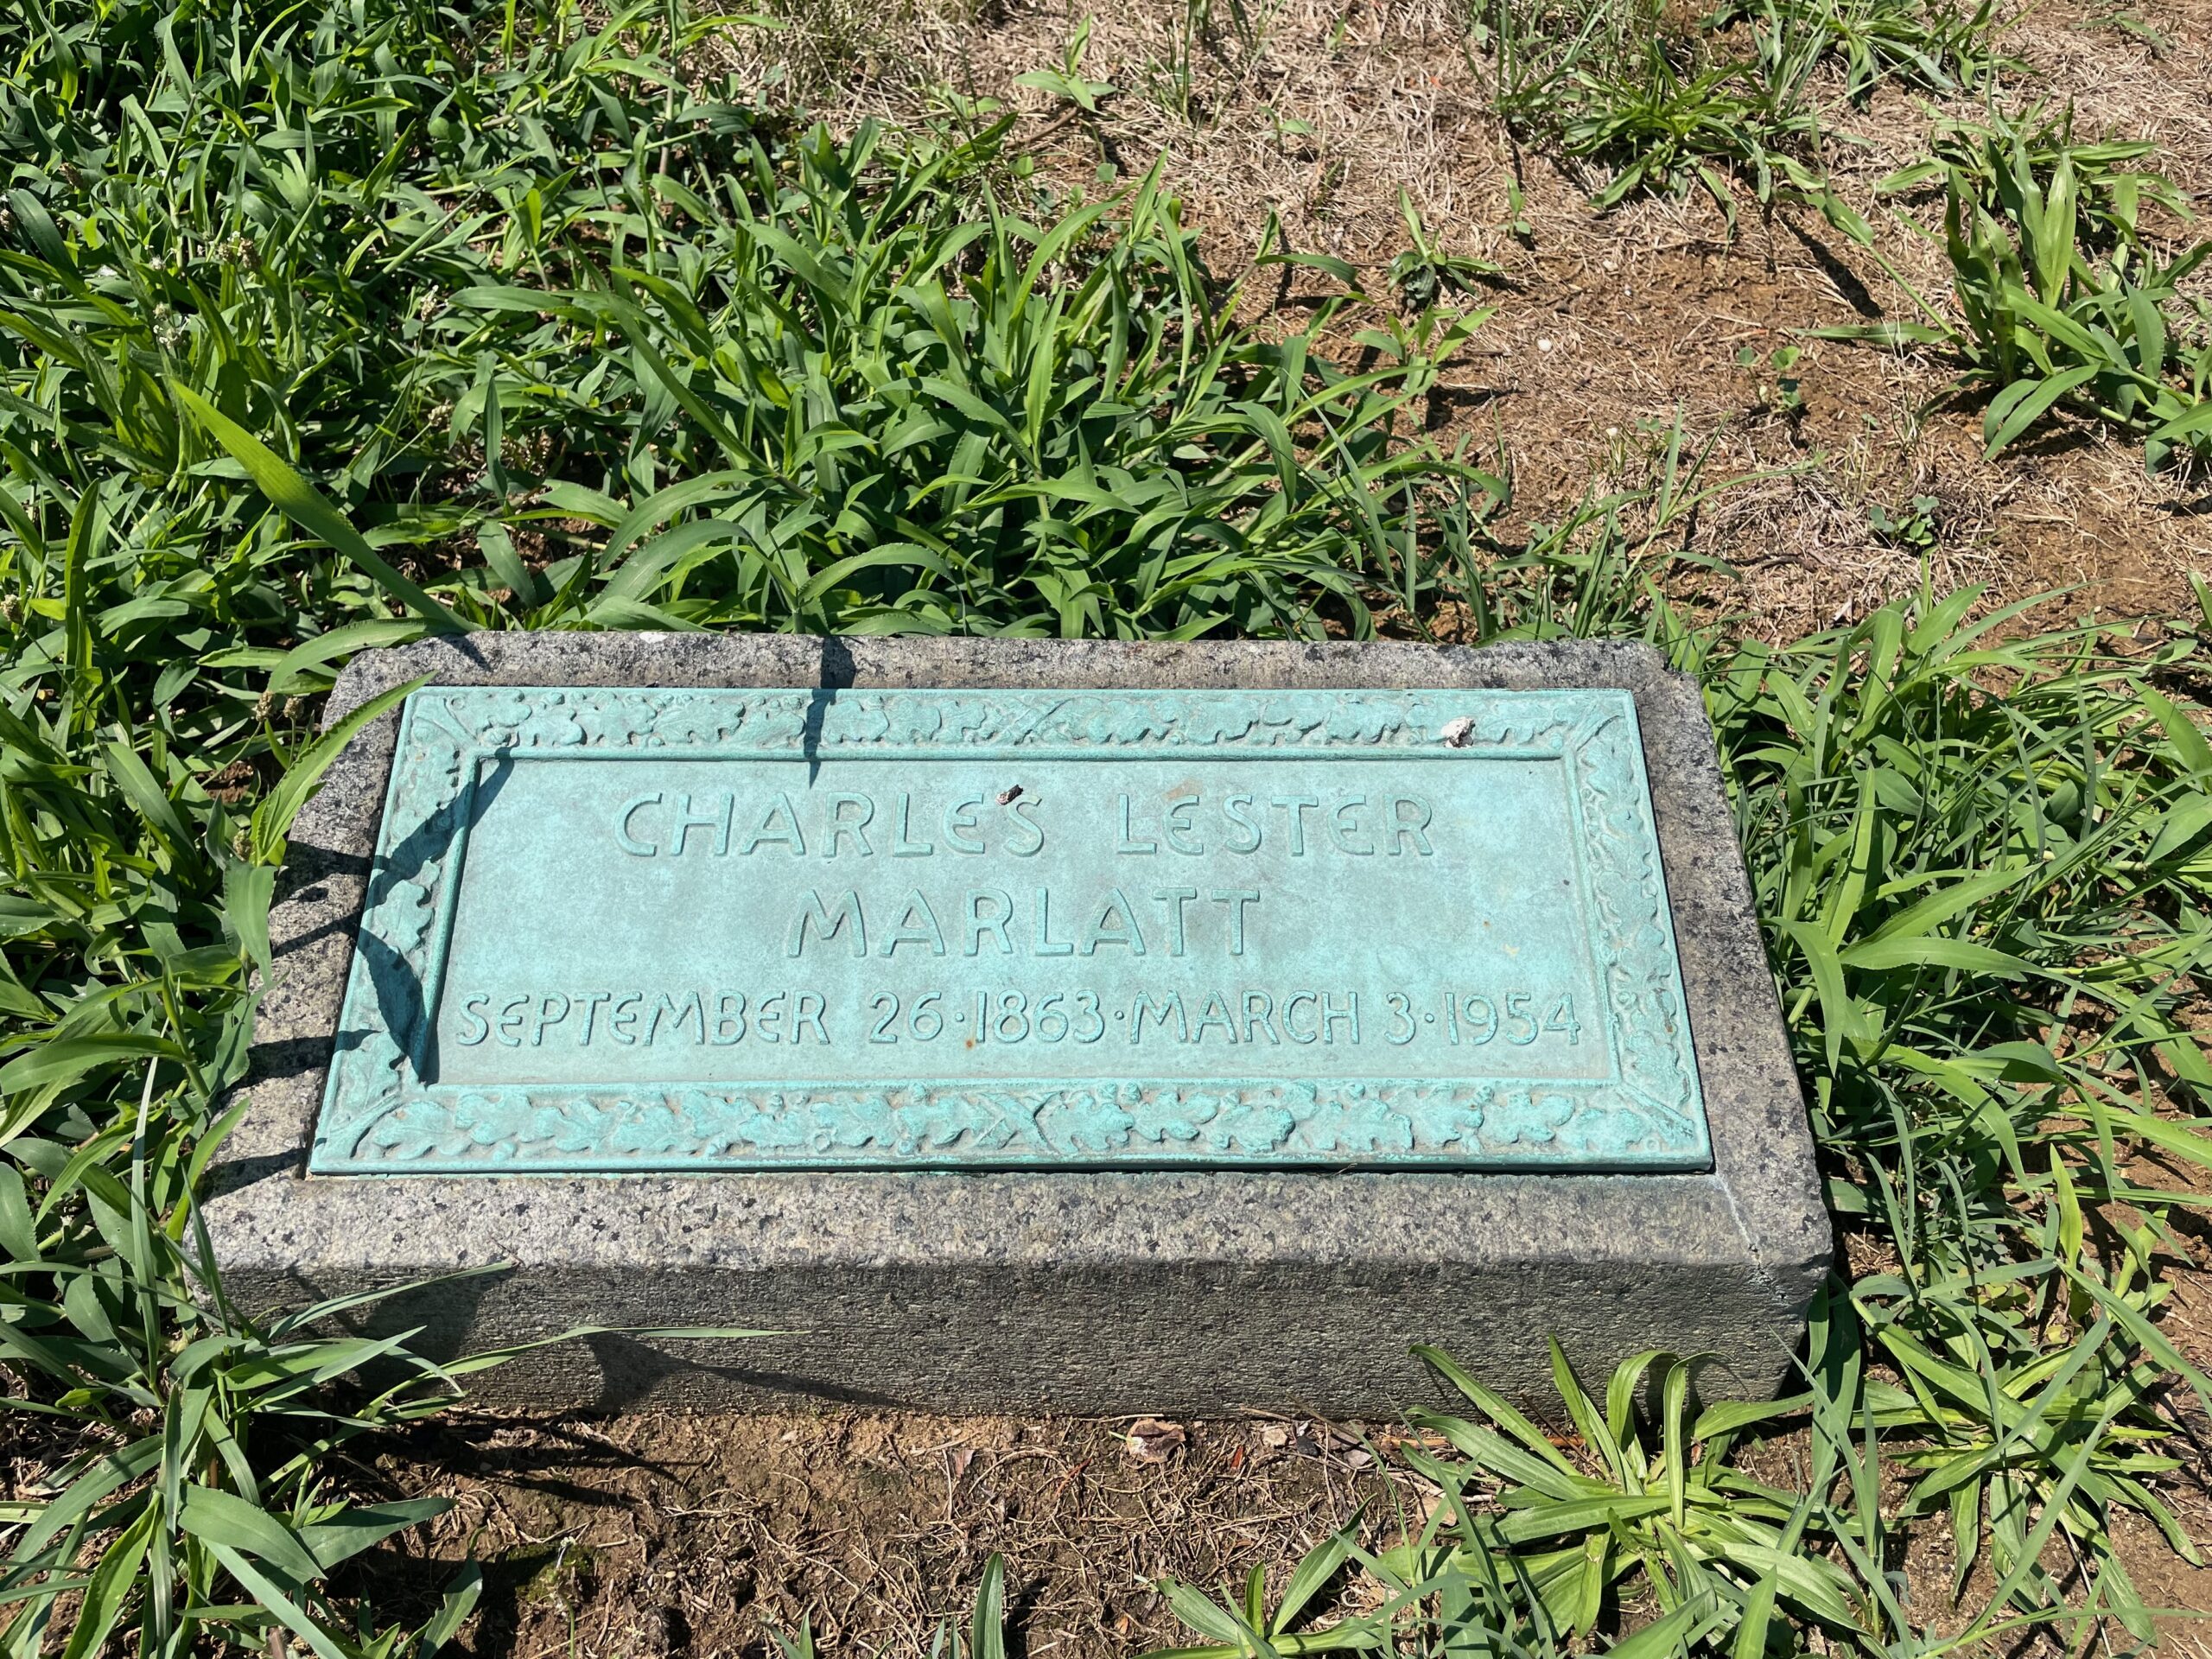 CHARLES LESTER
MARLATT
SEPTEMBER 26·1863·MARCH 3·1954